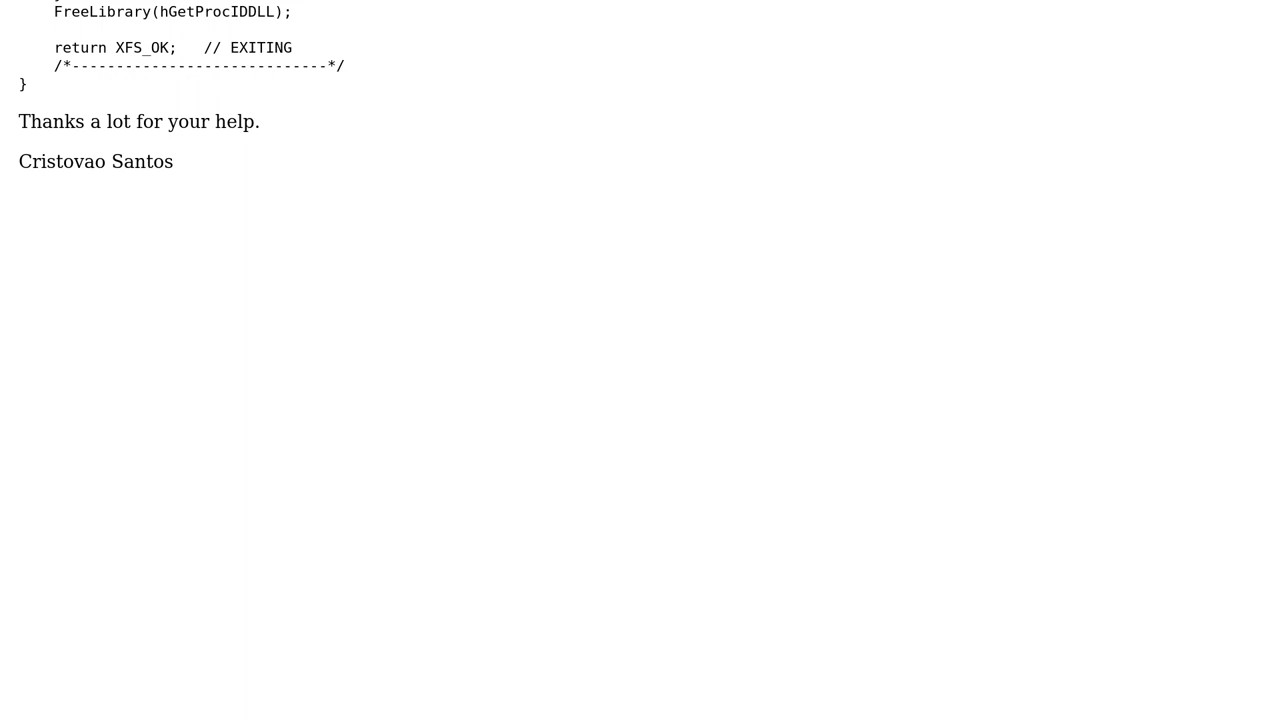 FreeLibrary(hGetProcIDDLL);
return XFS_OK;   // EXITING
/*-----------------------------*/
}
Thanks a lot for your help.
Cristovao Santos